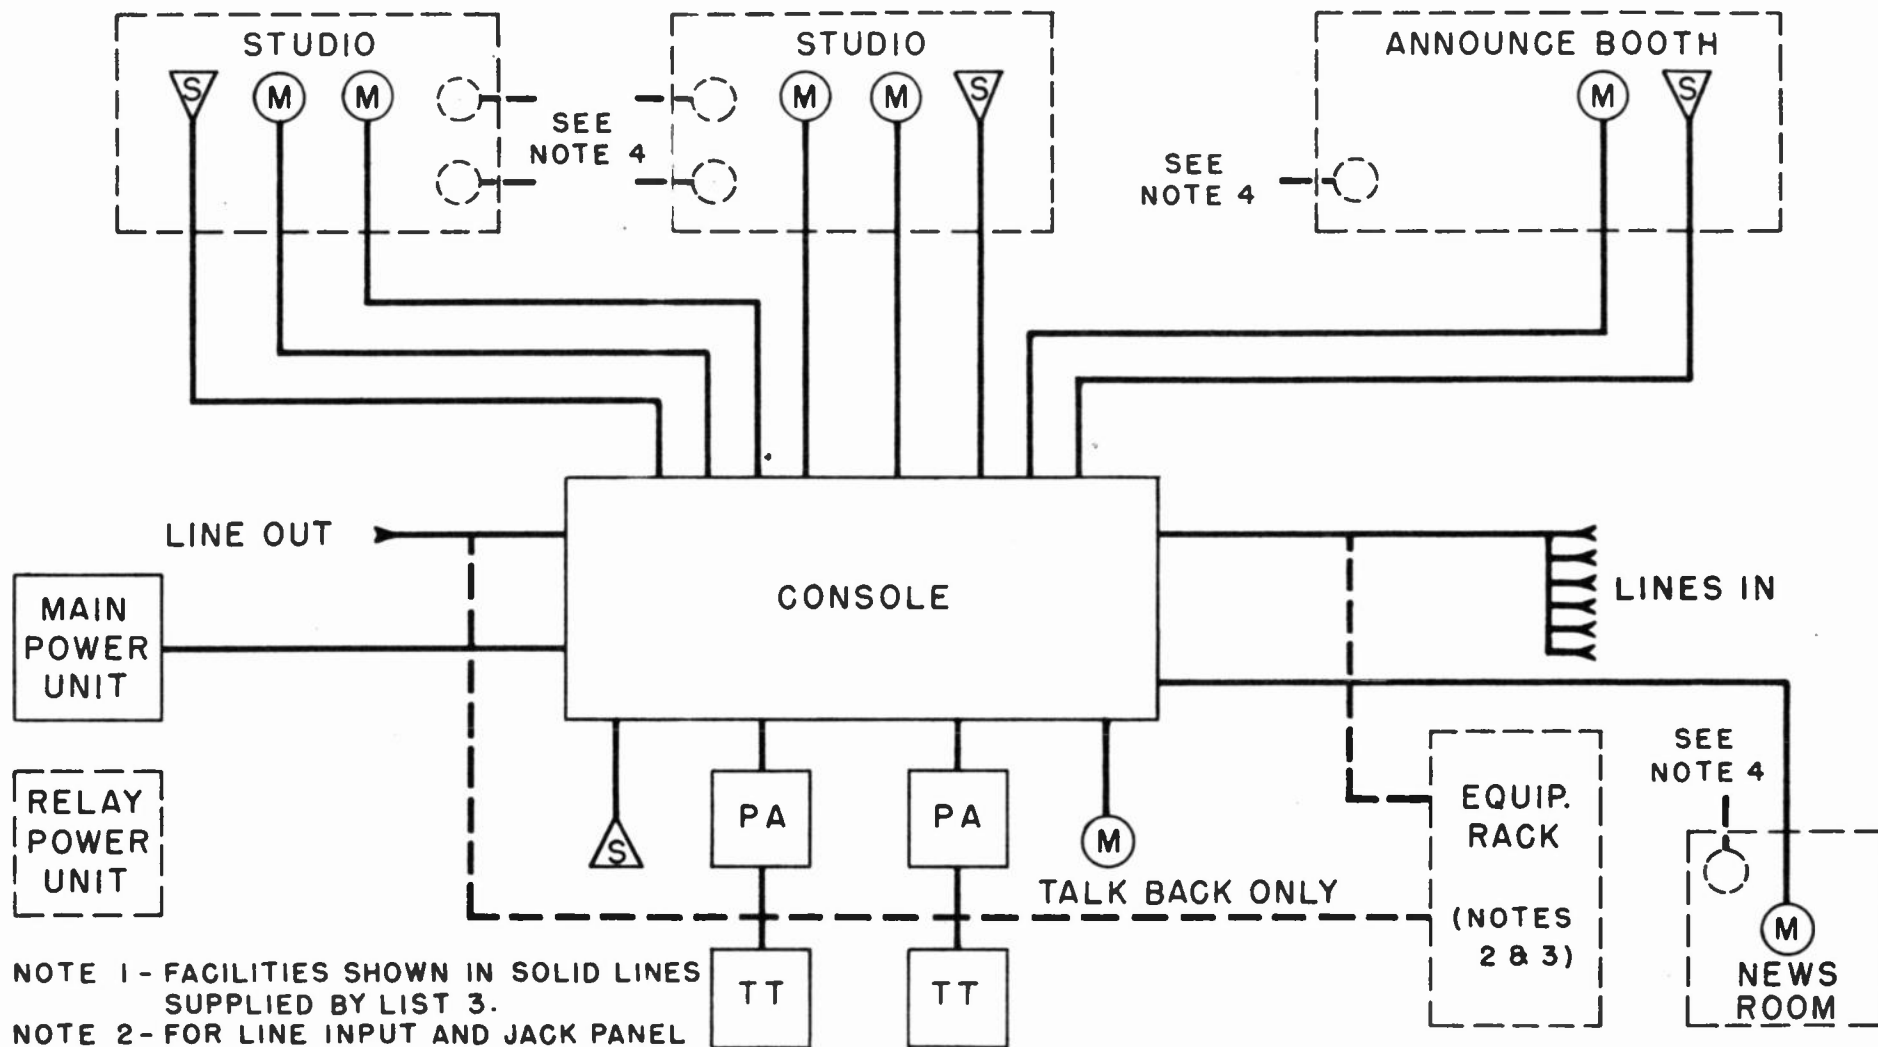 STUDIO
S M M
SEE
NOTE 4
STUDIO
M M S
ANNOUNCE BOOTH
M S
SEE
NOTE 4
LINE OUT
CONSOLE
LINES IN
MAIN
POWER
UNIT
RELAY
POWER
UNIT
S
PA
PA
M
TALK BACK ONLY
TT
TT
EQUIP.
RACK
(NOTES
2 & 3)
SEE
NOTE 4
M
NEWS
ROOM
NOTE 1 - FACILITIES SHOWN IN SOLID LINES
SUPPLIED BY LIST 3.
NOTE 2 - FOR LINE INPUT AND JACK PANEL